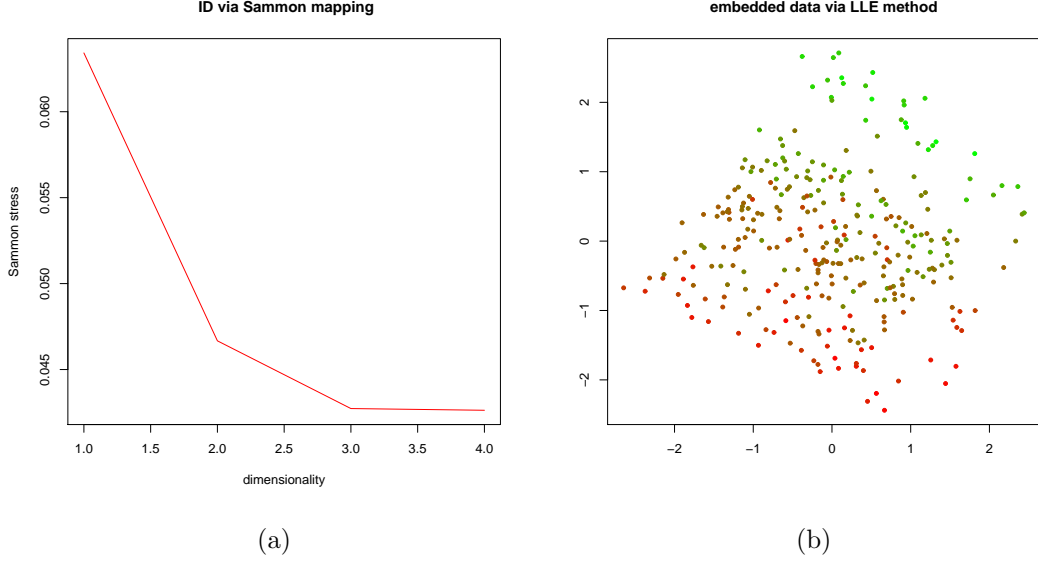 ID via Sammon mapping
Sammon stress
0.060
0.055
0.050
0.045
1.0 1.5 2.0 2.5 3.0 3.5 4.0
dimensionality
(a)
embedded data via LLE method
2
1
0
−1
−2
−2 −1 0 1 2
(b)